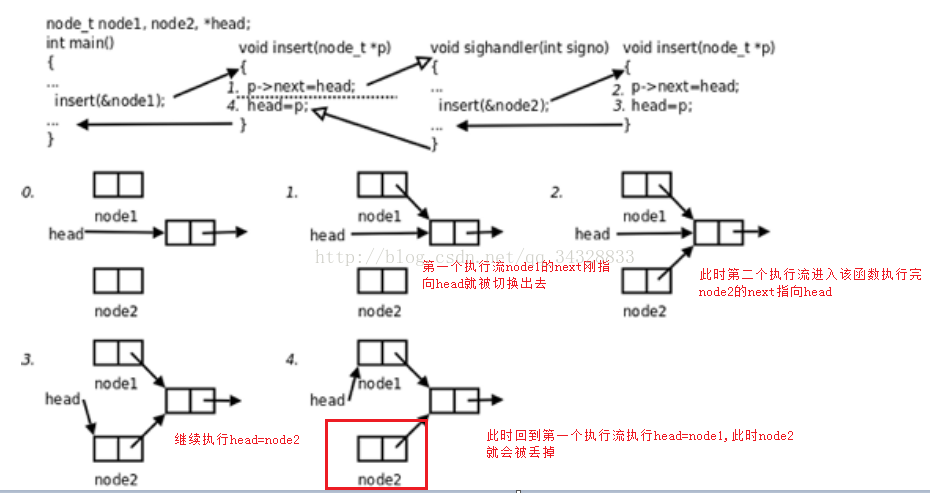 node_t node1, node2, *head;
int main()
{
...
insert(&node1);
...
}
void insert(node_t *p)
{
1. p->next=head;
4. head=p;
}
void sighandler(int signo)
{
...
insert(&node2);
...
}
void insert(node_t *p)
{
2. p->next=head;
3. head=p;
}
0.
node1
head
node2
1.
node1
head
node2
http://blog.csdn.net/qq_34328833
第一个执行流node1的next刚指
向head就被切换出去
2.
node1
head
node2
此时第二个执行流进入该函数执行完
node2的next指向head
3.
node1
head
node2
继续执行head=node2
4.
node1
head
node2
此时回到第一个执行流执行head=node1,此时node2
就会被丢掉